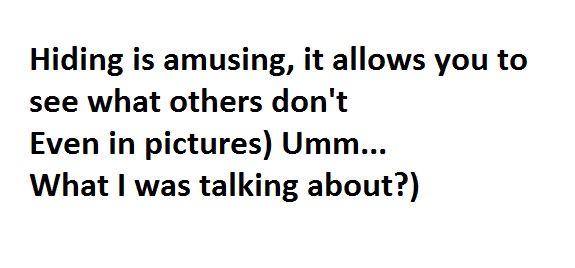 Hiding is amusing, it allows you to
see what others don't
Even in pictures) Umm...
What I was talking about?)